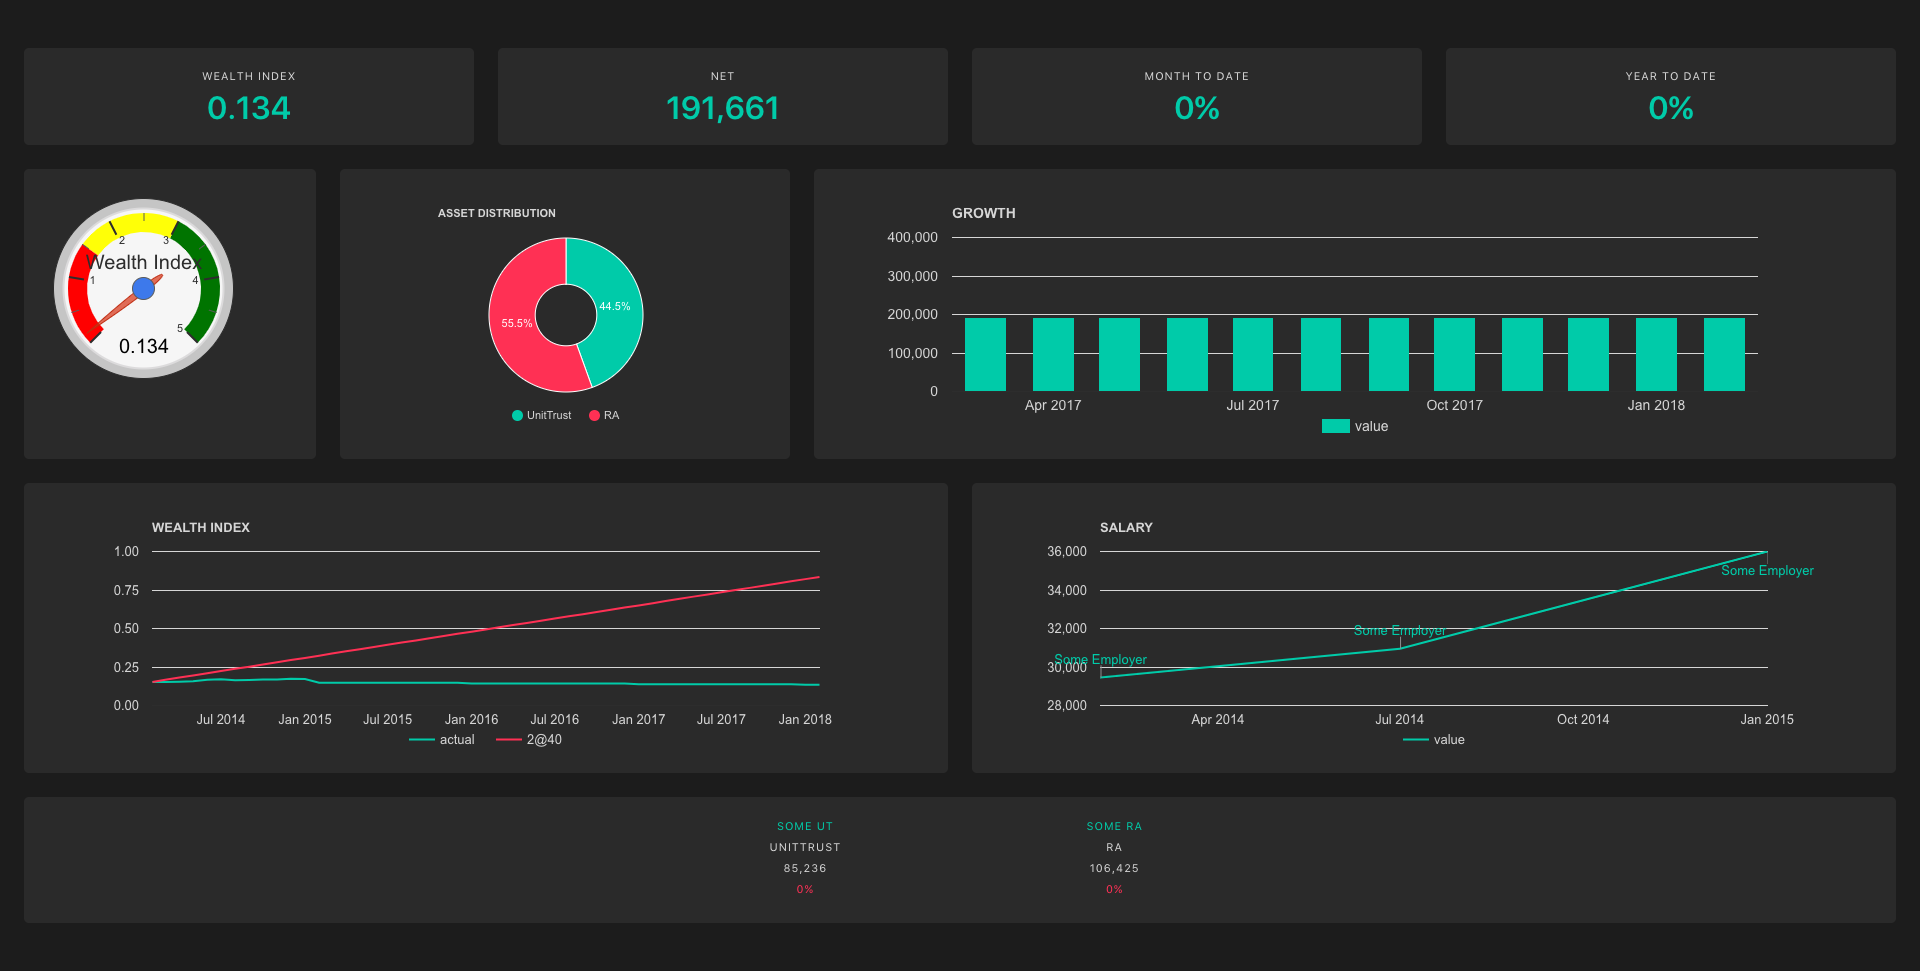 WEALTH INDEX
0.134
NET
191,661
MONTH TO DATE
0%
YEAR TO DATE
0%
2
3
Wealth Index
1
4
5
0.134
ASSET DISTRIBUTION
44.5%
55.5%
UnitTrust
RA
GROWTH
400,000
300,000
200,000
100,000
0
Apr 2017
Jul 2017
Oct 2017
Jan 2018
value
WEALTH INDEX
1.00
0.75
0.50
0.25
0.00
Jul 2014
Jan 2015
Jul 2015
Jan 2016
Jul 2016
Jan 2017
Jul 2017
Jan 2018
actual
2@40
SALARY
36,000
Some Employer
34,000
32,000
Some Employer
Some Employer
30,000
28,000
Apr 2014
Jul 2014
Oct 2014
Jan 2015
value
SOME UT
UNITTRUST
85,236
0%
SOME RA
RA
106,425
0%